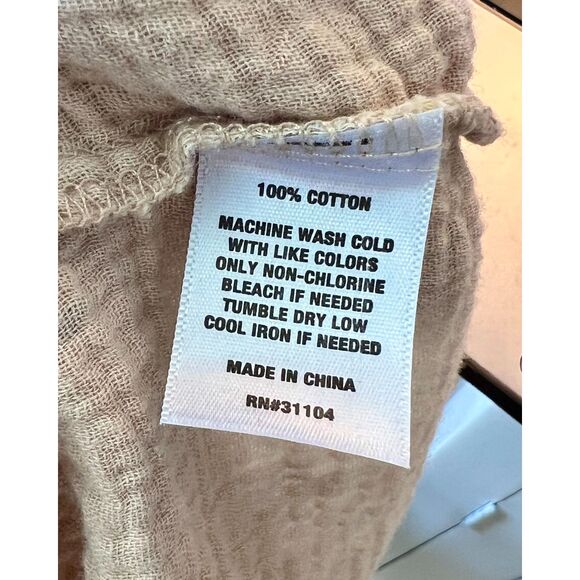 100% COTTON
MACHINE WASH COLD
WITH LIKE COLORS
ONLY NON-CHLORINE
BLEACH IF NEEDED
TUMBLE DRY LOW
COOL IRON IF NEEDED
MADE IN CHINA
RN#31104